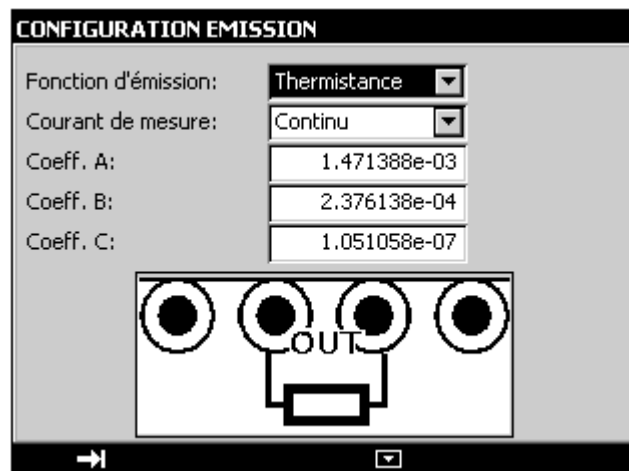 CONFIGURATION EMISSION
Fonction d'émission: Thermistance
Courant de mesure: Continu
Coeff. A: 1.471388e-03
Coeff. B: 2.376138e-04
Coeff. C: 1.051058e-07
OUT